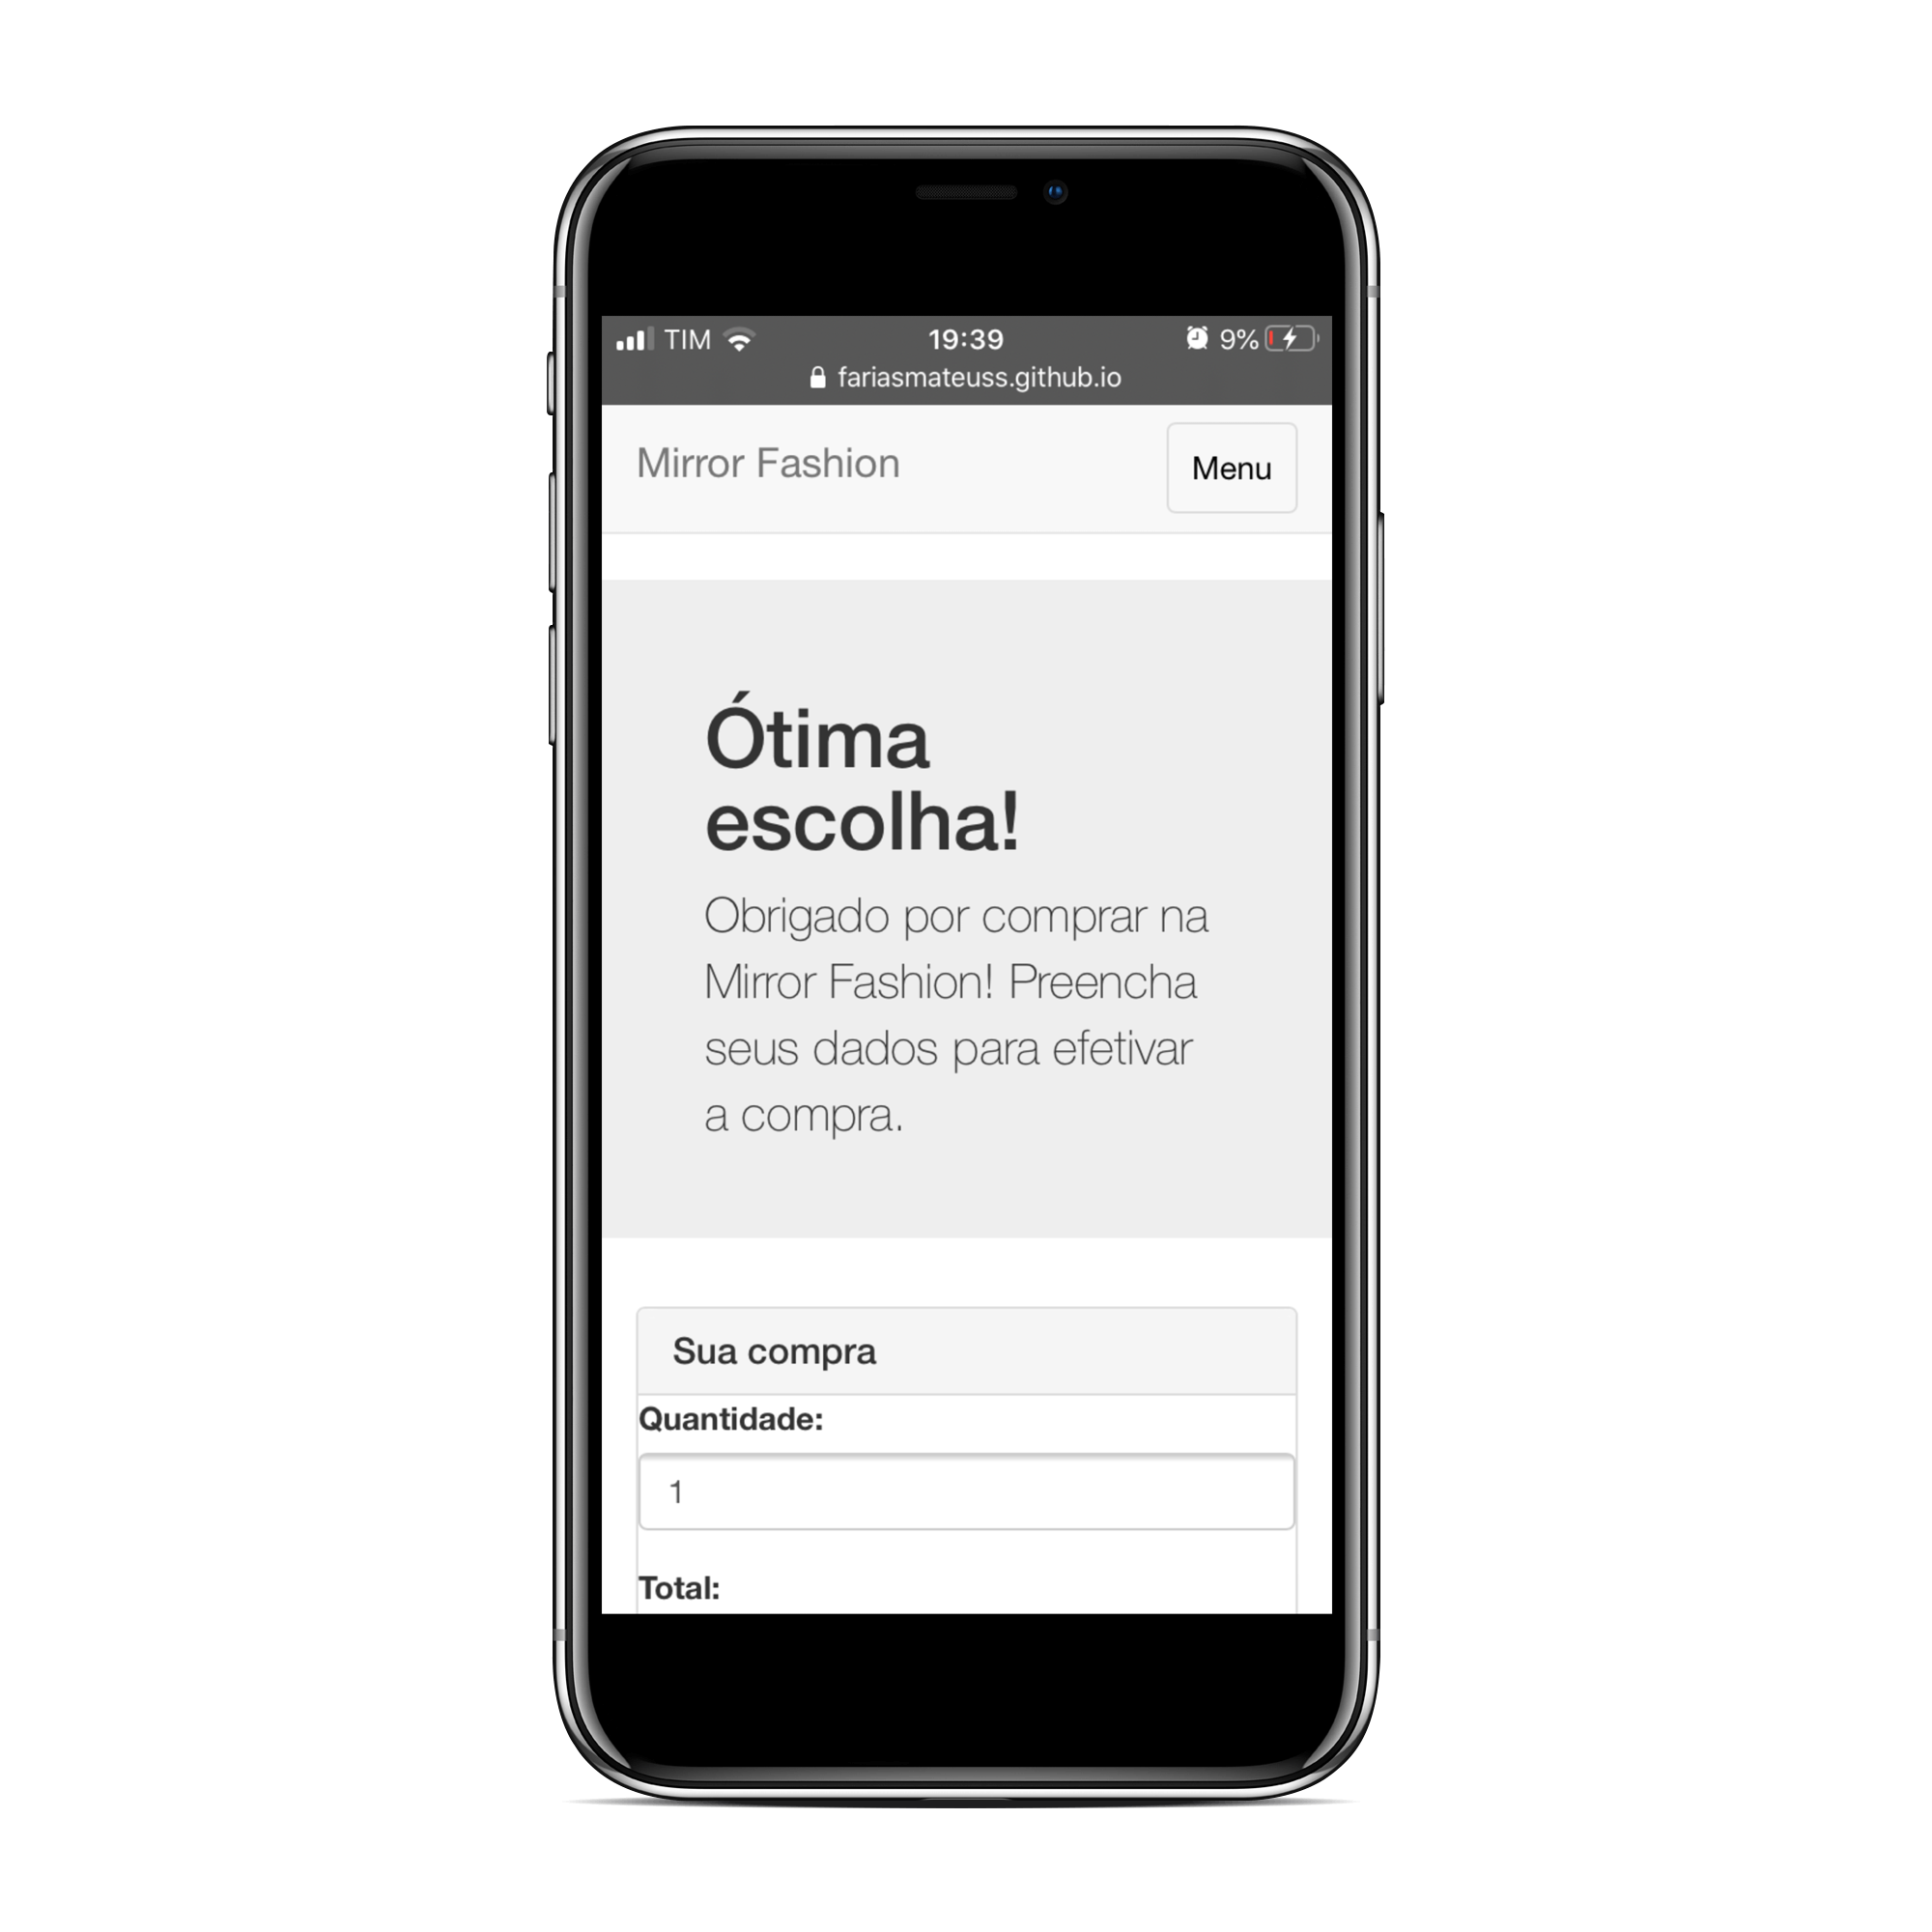 TIM 19:39 9%
fariasmateuss.github.io
Mirror Fashion Menu
Ótima
escolha!
Obrigado por comprar na
Mirror Fashion! Preencha
seus dados para efetivar
a compra.
Sua compra
Quantidade:
1
Total: